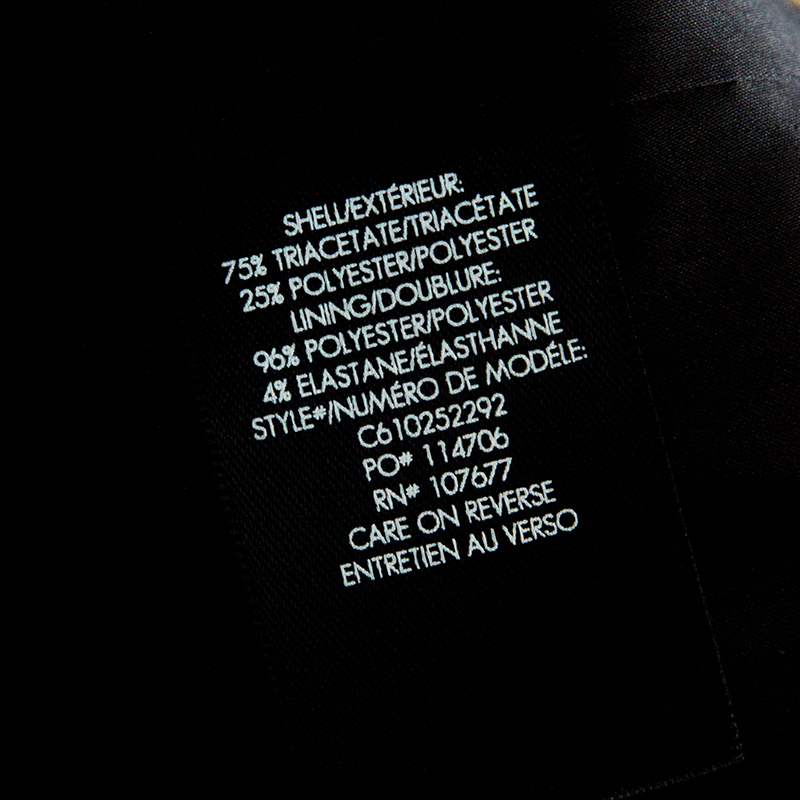 SHELL/EXTÉRIEUR:
75% TRIACETATE/TRIACÉTATE
25% POLYESTER/POLYESTER
LINING/DOUBLURE:
96% POLYESTER/POLYESTER
4% ELASTANE/ÉLASTHANNE
STYLE#/NUMÉRO DE MODÉLE:
C610252292
PO# 114706
RN# 107677
CARE ON REVERSE
ENTRETIEN AU VERSO